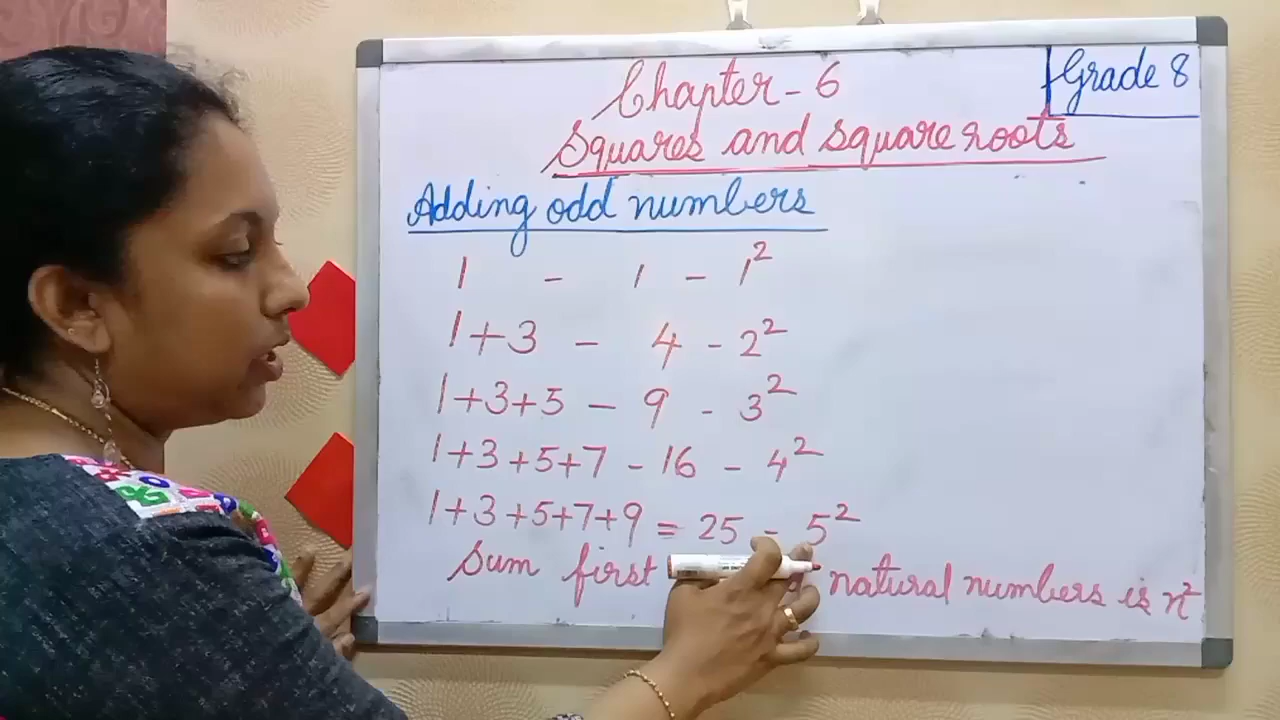 Chapter - 6
Grade 8
Squares and square roots
Adding odd numbers
1 - 1 - 1²
1+3 - 4 - 2²
1+3+5 - 9 - 3²
1+3+5+7 - 16 - 4²
1+3+5+7+9 = 25 - 5²
Sum first natural numbers is n²